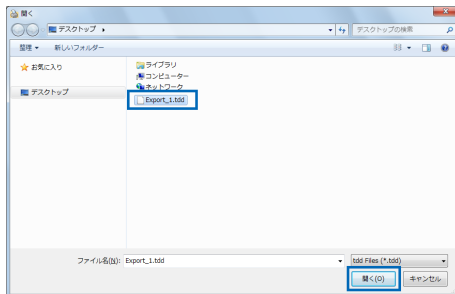 開く
デスクトップ
デスクトップの検索
整理 新しいフォルダー
お気に入り
デスクトップ
ライブラリ
コンピューター
ネットワーク
Export_1.tdd
ファイル名(N): Export_1.tdd
tdd Files (*.tdd)
開く(O) キャンセル